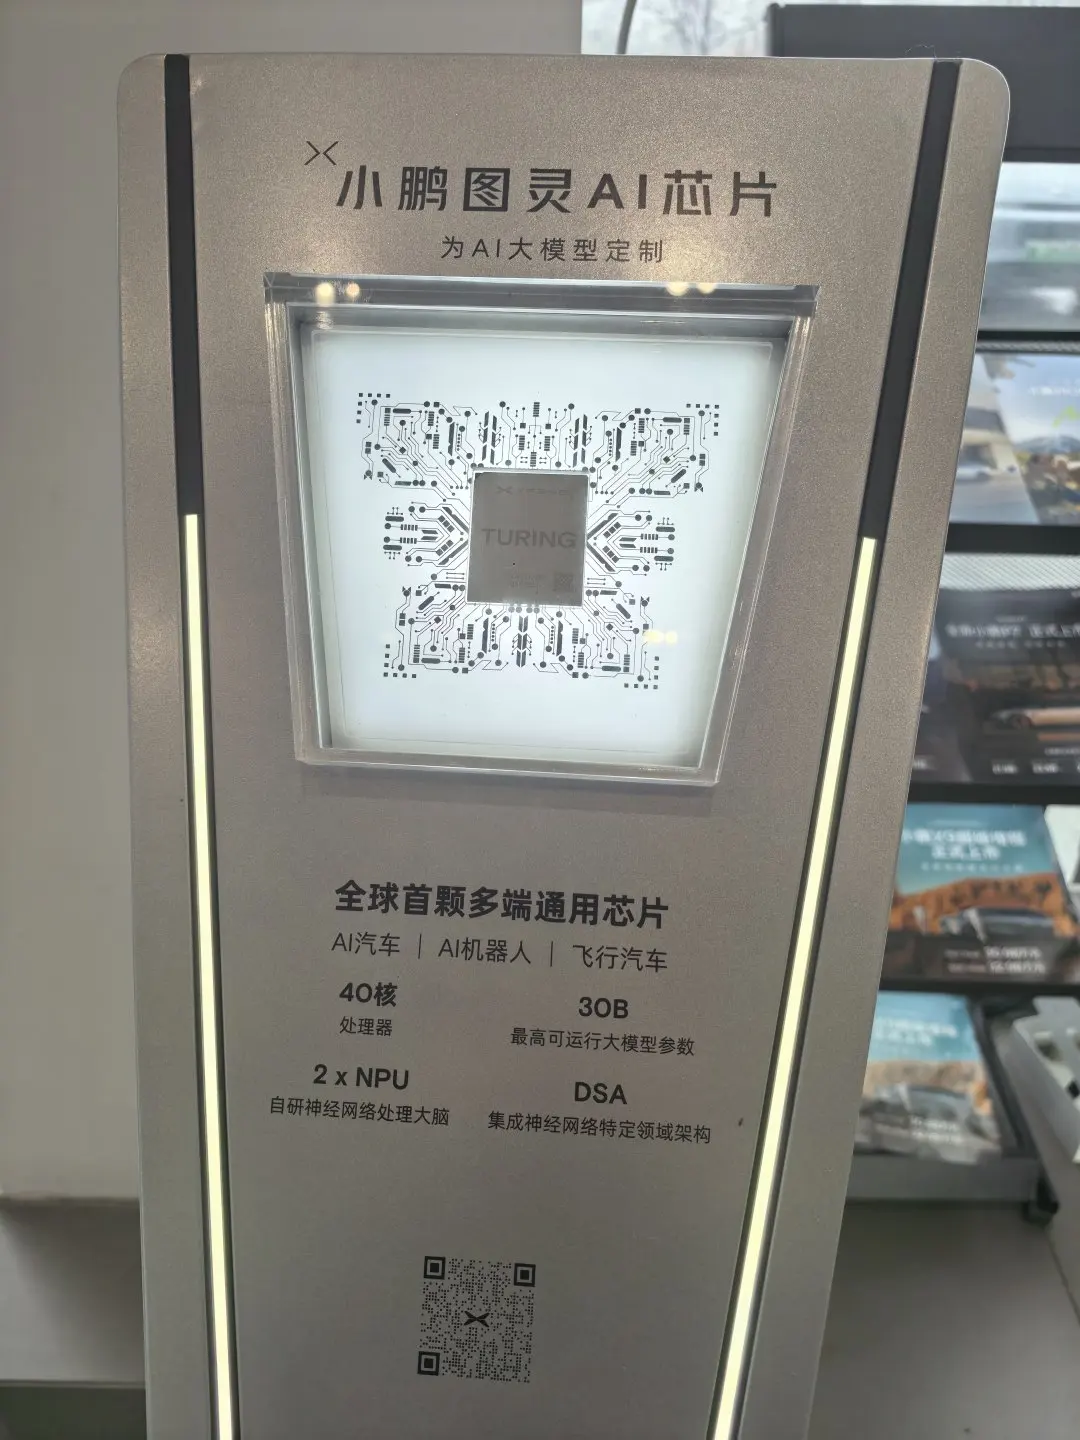 小鹏图灵AI芯片
为AI大模型定制
TURING
全球首颗多端通用芯片
AI汽车 | AI机器人 | 飞行汽车
40核
处理器
30B
最高可运行大模型参数
2 x NPU
自研神经网络处理大脑
DSA
集成神经网络特定领域架构
正式上市